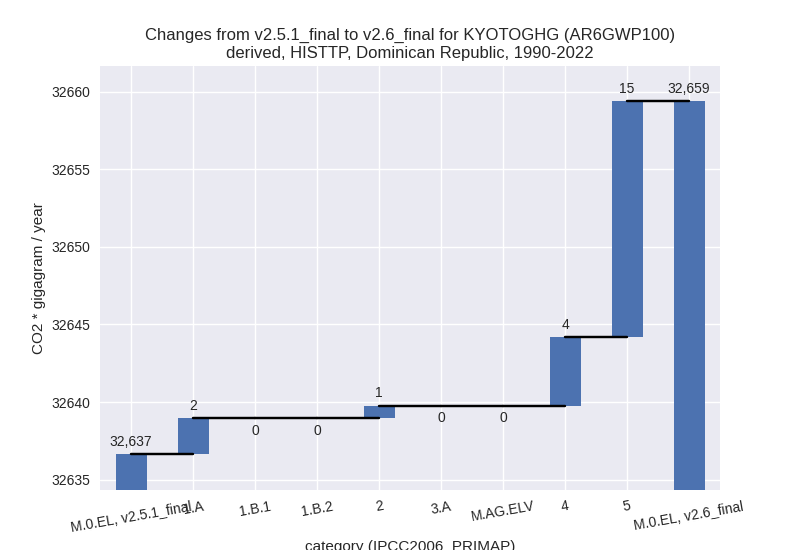 Changes from v2.5.1_final to v2.6_final for KYOTOGHG (AR6GWP100)
derived, HISTTP, Dominican Republic, 1990-2022
32660
32655
32650
32645
32640
32635
CO2 * gigagram / year
32,637
2
0
0
1
0
0
4
15
32,659
M.0.EL, v2.5.1_final
1.A
1.B.1
1.B.2
2
3.A
M.AG.ELV
4
5
M.0.EL, v2.6_final
category (IPCC2006_PRIMAP)